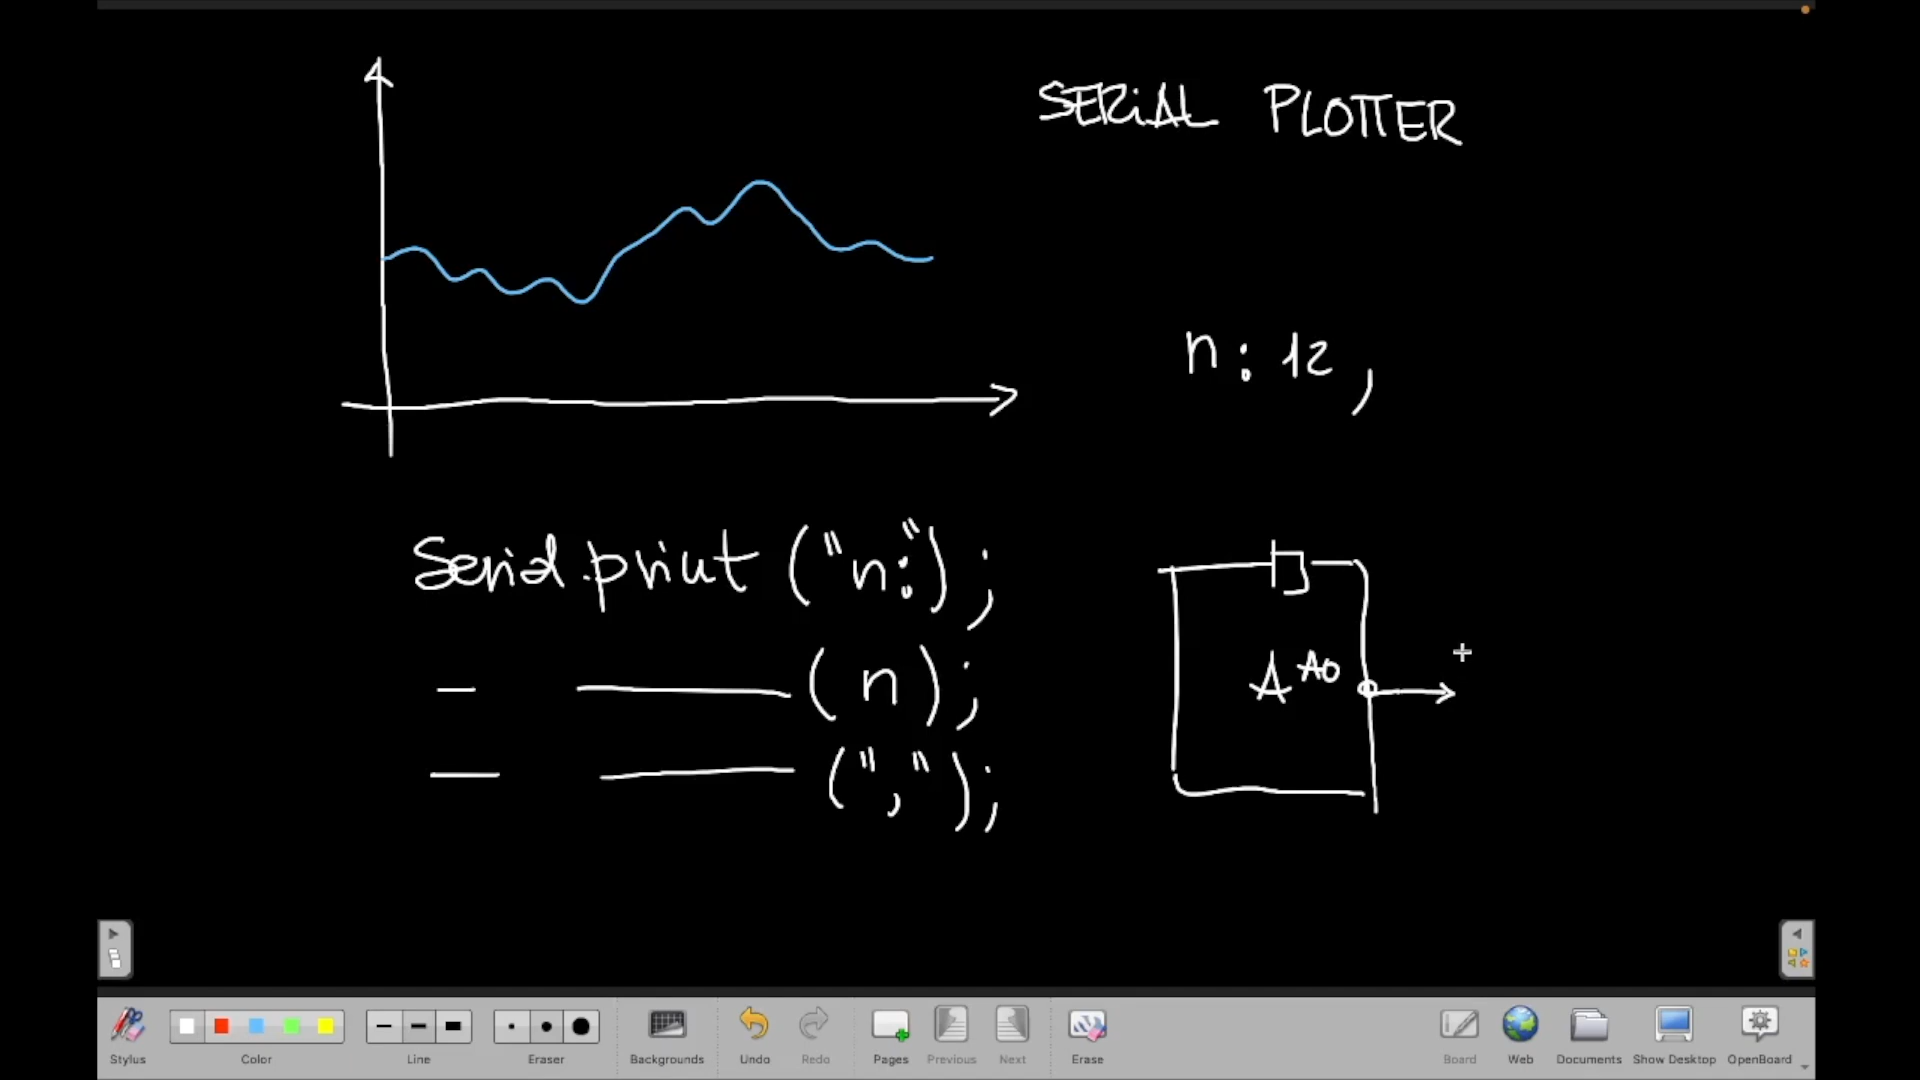 SERiAL PLOTTER
n: 12,
Serial.print ("n:");
— —— ( n );
— —— (",");
A A0
Stylus Color Line Eraser Backgrounds Undo Redo Pages Previous Next Erase Board Web Documents Show Desktop OpenBoard